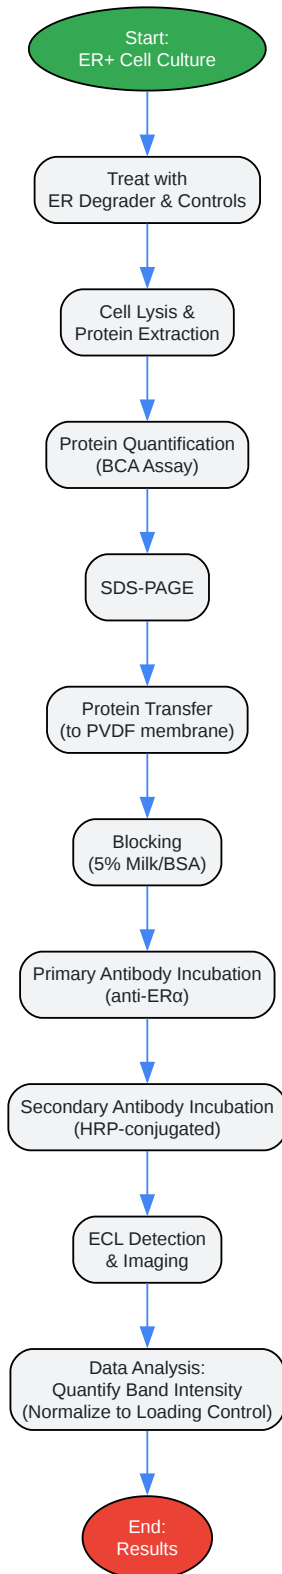 Start:
ER+ Cell Culture
Treat with
ER Degrader & Controls
Cell Lysis &
Protein Extraction
Protein Quantification
(BCA Assay)
SDS-PAGE
Protein Transfer
(to PVDF membrane)
Blocking
(5% Milk/BSA)
Primary Antibody Incubation
(anti-ERα)
Secondary Antibody Incubation
(HRP-conjugated)
ECL Detection
& Imaging
Data Analysis:
Quantify Band Intensity
(Normalize to Loading Control)
End:
Results